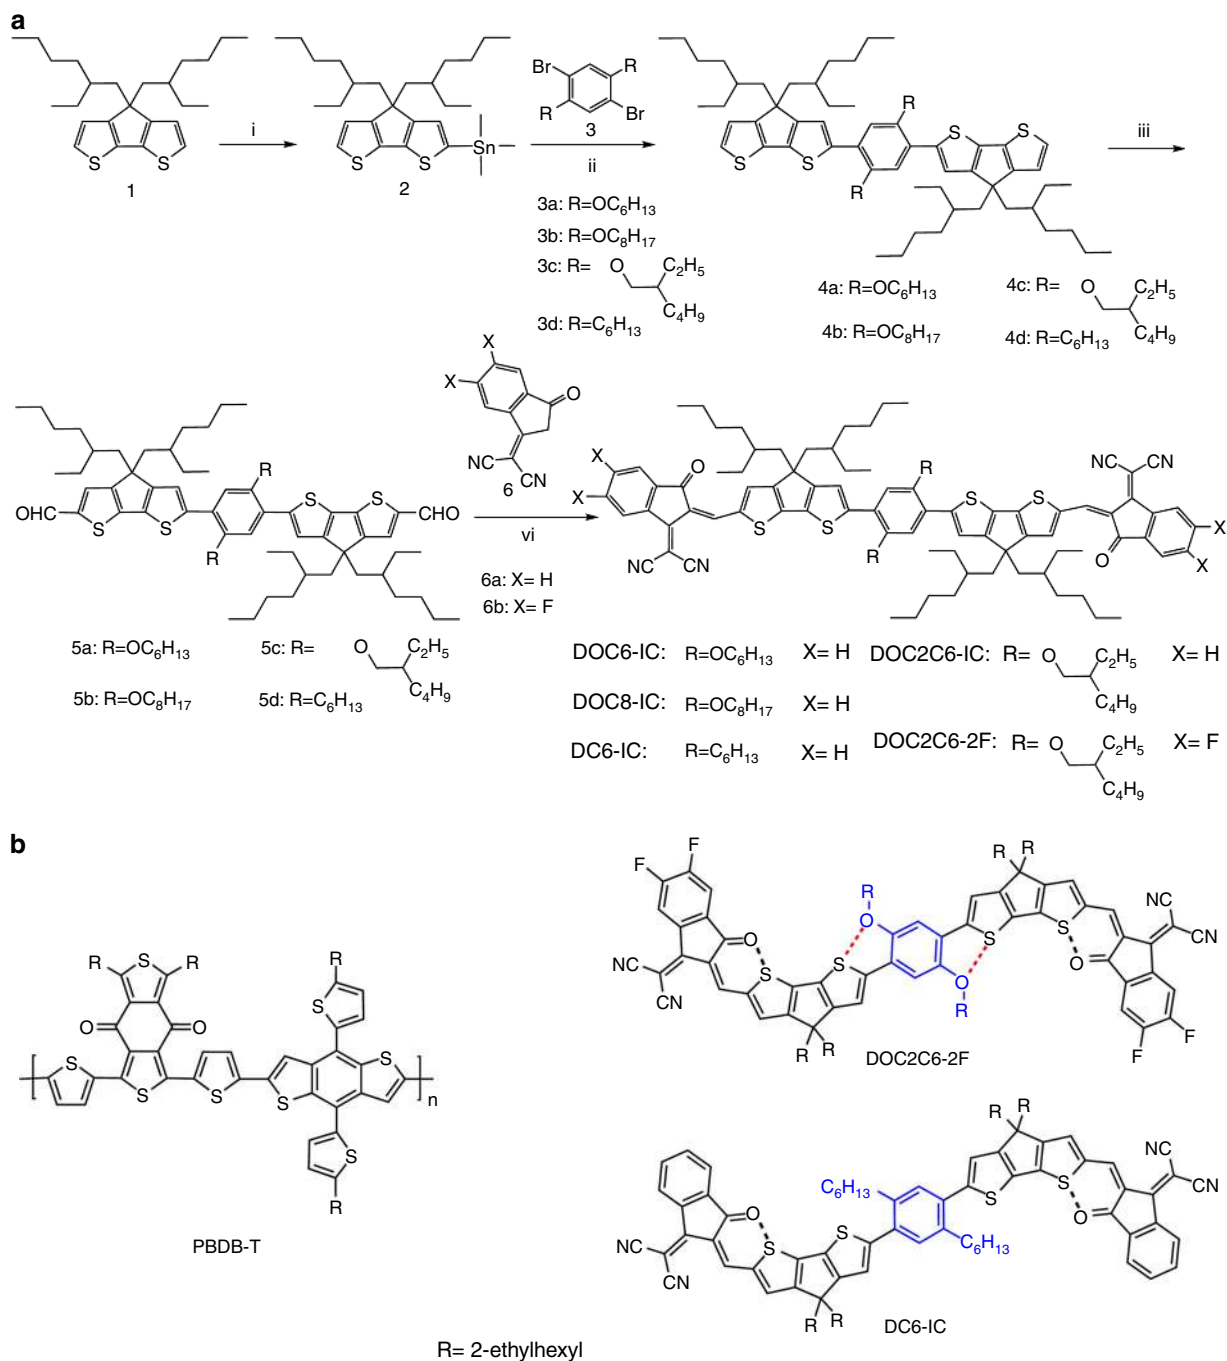 a
i
S S
1
S S Sn
2
Br R
R Br
3
ii
3a: R=OC6H13
3b: R=OC8H17
3c: R= O C2H5
C4H9
3d: R=C6H13
S S R S S
R
4a: R=OC6H13
4b: R=OC8H17
4c: R= O C2H5
C4H9
4d: R=C6H13
iii
OHC S S R S S CHO
R
5a: R=OC6H13
5b: R=OC8H17
5c: R= O C2H5
C4H9
5d: R=C6H13
X
X O
NC CN
6
vi
6a: X= H
6b: X= F
X O R NC CN
X S S S S X
NC CN R O X
DOC6-IC: R=OC6H13 X= H
DOC8-IC: R=OC8H17 X= H
DC6-IC: R=C6H13 X= H
DOC2C6-IC: R= O C2H5 X= H
C4H9
DOC2C6-2F: R= O C2H5 X= F
C4H9
b
R S R
O O
S S S
R
S
S
S
S
R
n
PBDB-T
F F
O
NC
CN
S S
R R
R
O
O
R
R R
S S
O
NC
CN
F F
DOC2C6-2F
O
NC
CN
S S
R R
C6H13
C6H13
R R
S S
O
NC
CN
DC6-IC
R= 2-ethylhexyl